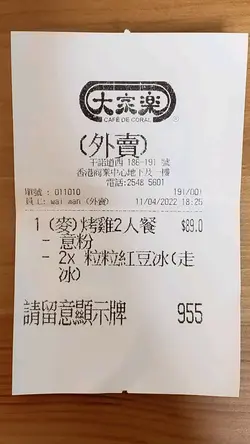 大家樂
CAFÉ DE CORAL
(外賣)
干諾道西 186-191 號
香港商業中心地下及一樓
電話:2548 5601
單號: 011010 191/001
員工: wai man (外賣) 11/04/2022 18:25
1 (麥) 烤雞2人餐 $89.0
- 意粉
- 2x 粒粒紅豆冰(走
冰)
請留意顯示牌 955